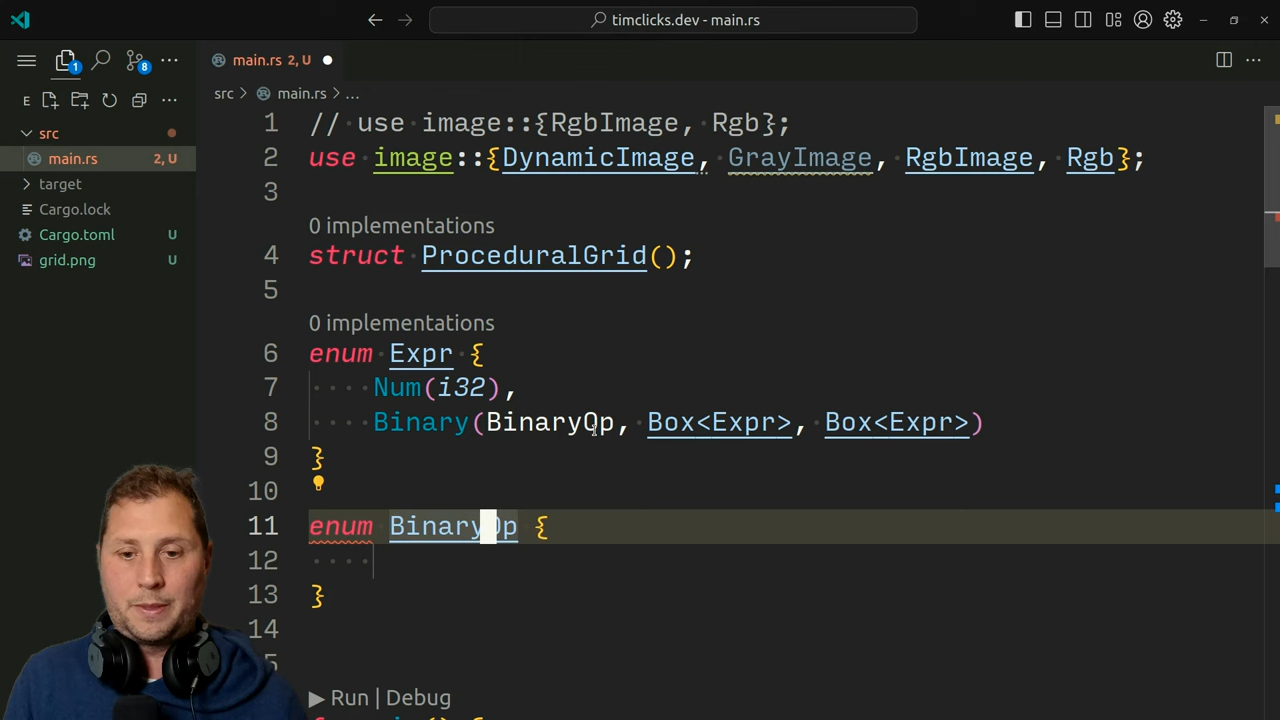 timclicks.dev - main.rs
1
8
main.rs 2, U
E
src > main.rs > ...
src
main.rs 2, U
target
Cargo.lock
Cargo.toml U
grid.png U
1 // use image::{RgbImage, Rgb};
2 use image::{DynamicImage, GrayImage, RgbImage, Rgb};
3
0 implementations
4 struct ProceduralGrid();
5
0 implementations
6 enum Expr {
7 Num(i32),
8 Binary(BinaryOp, Box<Expr>, Box<Expr>)
9 }
10
11 enum BinaryOp {
12
13 }
14
▶ Run | Debug